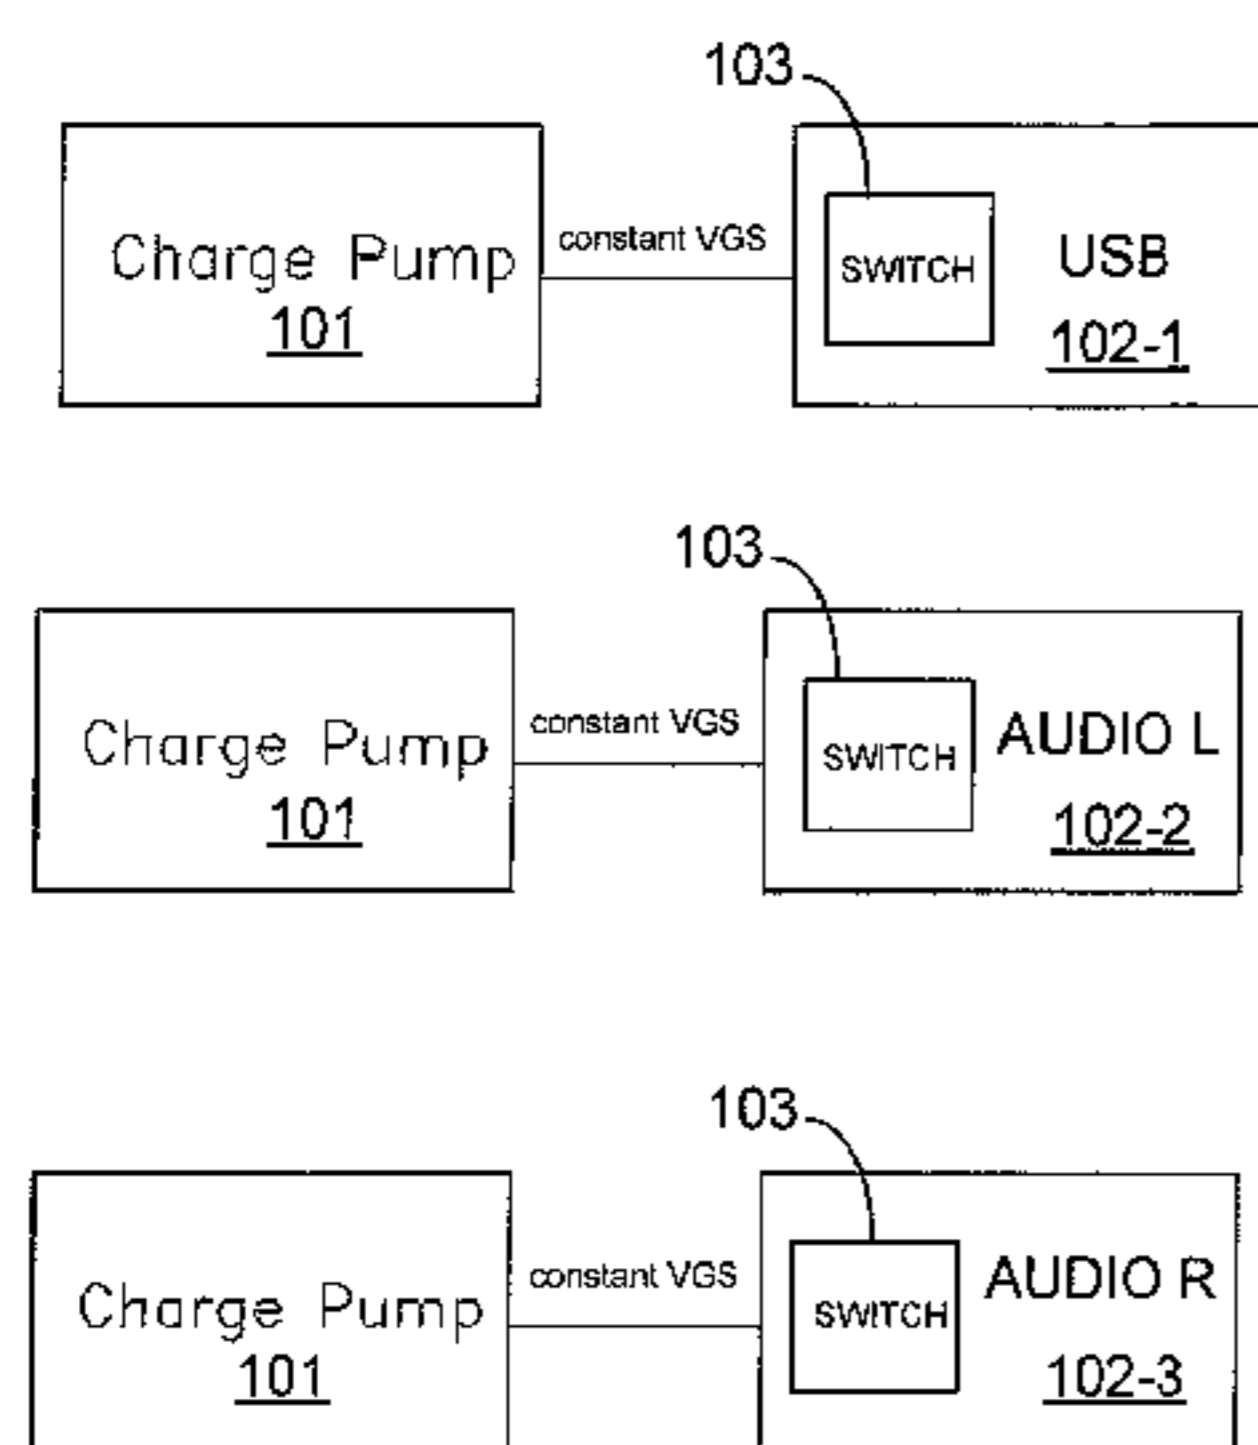 103
Charge Pump
101
constant VGS
SWITCH
USB
102-1
103
Charge Pump
101
constant VGS
SWITCH
AUDIO L
102-2
103
Charge Pump
101
constant VGS
SWITCH
AUDIO R
102-3